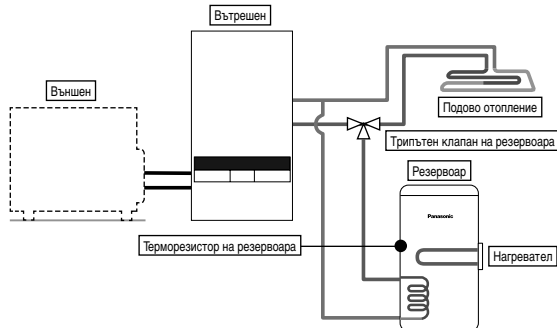 Вътрешен
Външен
Подово отопление
Трипътен клапан на резервоара
Резервоар
Panasonic
Терморезистор на резервоара
Нагревател